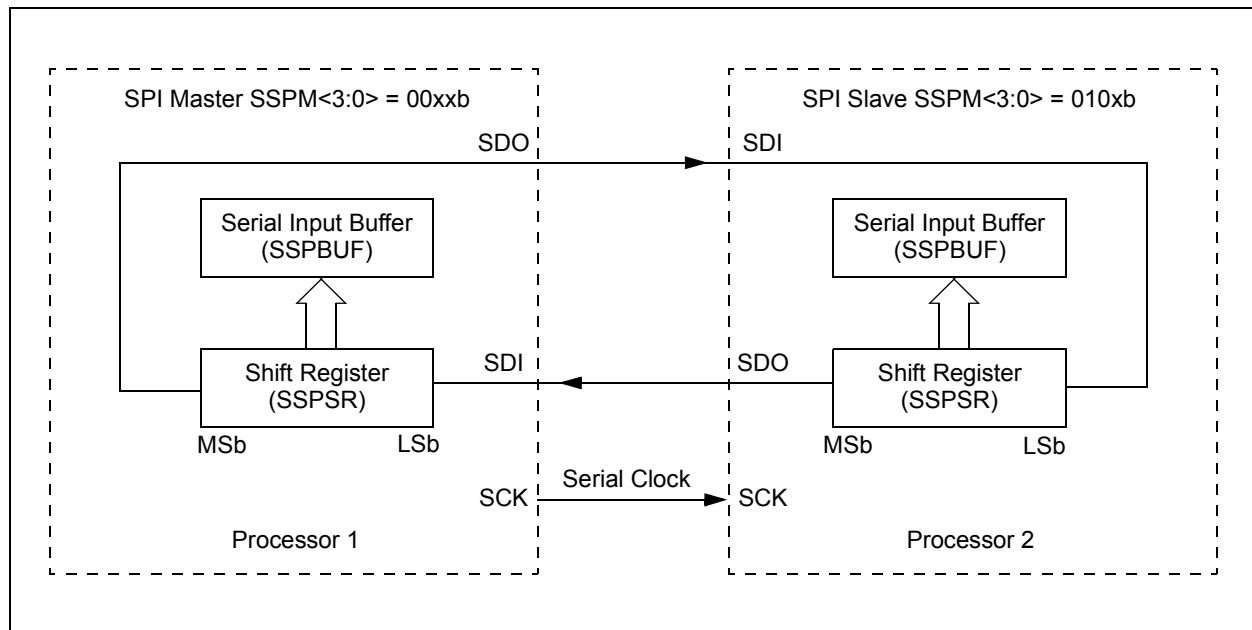 SPI Master SSPM<3:0> = 00xxb
SPI Slave SSPM<3:0> = 010xb
SDO
SDI
Serial Input Buffer
(SSPBUF)
Serial Input Buffer
(SSPBUF)
SDI
SDO
Shift Register
(SSPSR)
Shift Register
(SSPSR)
MSb
LSb
MSb
LSb
SCK
Serial Clock
SCK
Processor 1
Processor 2